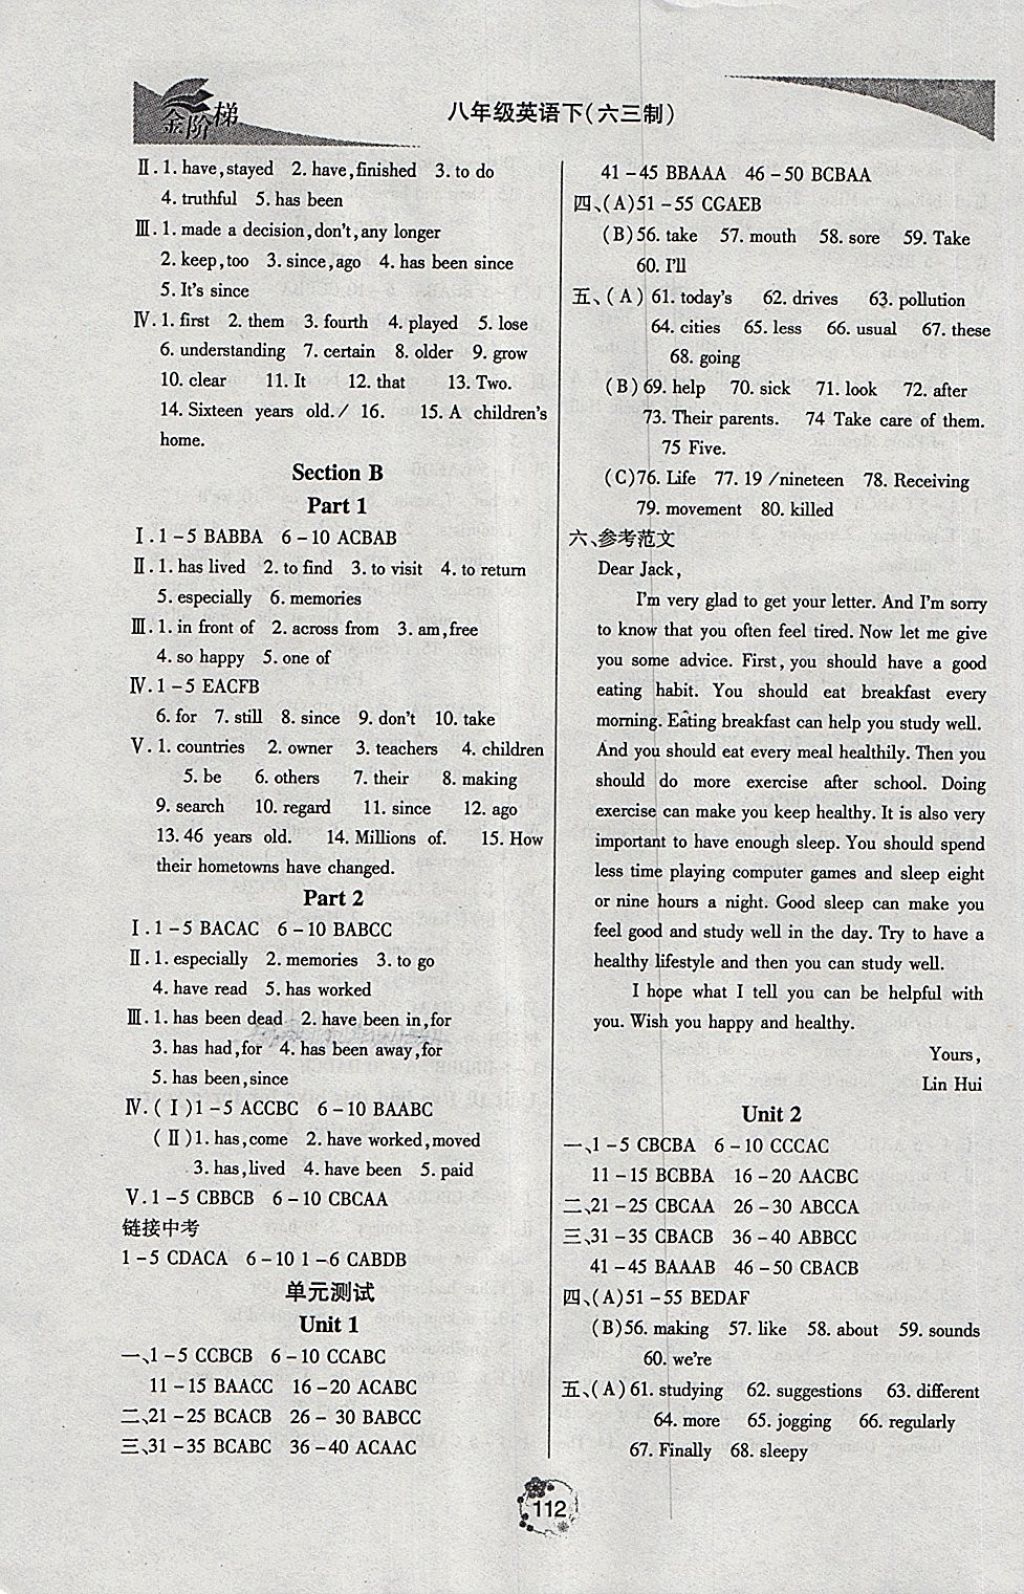 金阶梯
八年级英语下(六三制)
Ⅱ.1. have,stayed 2. have,finished 3. to do
4. truthful 5. has been
Ⅲ.1. made a decision,don't,any longer
2. keep,too 3. since,ago 4. has been since
5. It's since
Ⅳ.1. first 2. them 3. fourth 4. played 5. lose
6. understanding 7. certain 8. older 9. grow
10. clear 11. It 12. that 13. Two.
14. Sixteen years old./ 16. 15. A children's
home.
Section B
Part 1
Ⅰ.1-5 BABBA 6-10 ACBAB
Ⅱ.1. has lived 2. to find 3. to visit 4. to return
5. especially 6. memories
Ⅲ.1. in front of 2. across from 3. am,free
4. so happy 5. one of
Ⅳ.1-5 EACFB
6. for 7. still 8. since 9. don't 10. take
Ⅴ.1. countries 2. owner 3. teachers 4. children
5. be 6. others 7. their 8. making
9. search 10. regard 11. since 12. ago
13. 46 years old. 14. Millions of. 15. How
their hometowns have changed.
Part 2
Ⅰ.1-5 BACAC 6-10 BABCC
Ⅱ.1. especially 2. memories 3. to go
4. have read 5. has worked
Ⅲ.1. has been dead 2. have been in,for
3. has had,for 4. has been away,for
5. has been,since
Ⅳ.(Ⅰ)1-5 ACCBC 6-10 BAABC
(Ⅱ)1. has,come 2. have worked,moved
3. has,lived 4. have been 5. paid
Ⅴ.1-5 CBBCB 6-10 CBCAA
链接中考
1-5 CDACA 6-10 1-6 CABDB
单元测试
Unit 1
一、1-5 CCBCB 6-10 CCABC
11-15 BAACC 16-20 ACABC
二、21-25 BCACB 26-30 BABCC
三、31-35 BCABC 36-40 ACAAC
41-45 BBAAA 46-50 BCBAA
四、(A)51-55 CGAEB
(B)56. take 57. mouth 58. sore 59. Take
60. I'll
五、(A) 61. today's 62. drives 63. pollution
64. cities 65. less 66. usual 67. these
68. going
(B)69. help 70. sick 71. look 72. after
73. Their parents. 74 Take care of them.
75 Five.
(C)76. Life 77. 19 /nineteen 78. Receiving
79. movement 80. killed
六、参考范文
Dear Jack,
I'm very glad to get your letter. And I'm sorry
to know that you often feel tired. Now let me give
you some advice. First, you should have a good
eating habit. You should eat breakfast every
morning. Eating breakfast can help you study well.
And you should eat every meal healthily. Then you
should do more exercise after school. Doing
exercise can make you keep healthy. It is also very
important to have enough sleep. You should spend
less time playing computer games and sleep eight
or nine hours a night. Good sleep can make you
feel good and study well in the day. Try to have a
healthy lifestyle and then you can study well.
I hope what I tell you can be helpful with
you. Wish you happy and healthy.
Yours,
Lin Hui
Unit 2
一、1-5 CBCBA 6-10 CCCAC
11-15 BCBBA 16-20 AACBC
二、21-25 CBCAA 26-30 ABCCA
三、31-35 CBACB 36-40 ABBCC
41-45 BAAAB 46-50 CBACB
四、(A)51-55 BEDAF
(B)56. making 57. like 58. about 59. sounds
60. we're
五、(A)61. studying 62. suggestions 63. different
64. more 65. jogging 66. regularly
67. Finally 68. sleepy
112